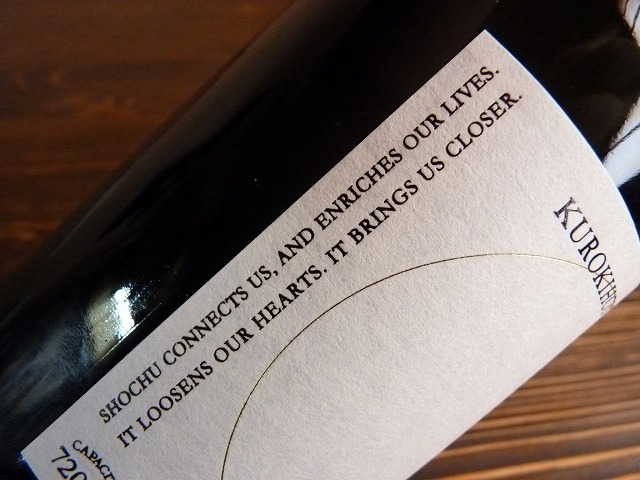 SHOCHU CONNECTS US, AND ENRICHES OUR LIVES.
IT LOOSENS OUR HEARTS. IT BRINGS US CLOSER.